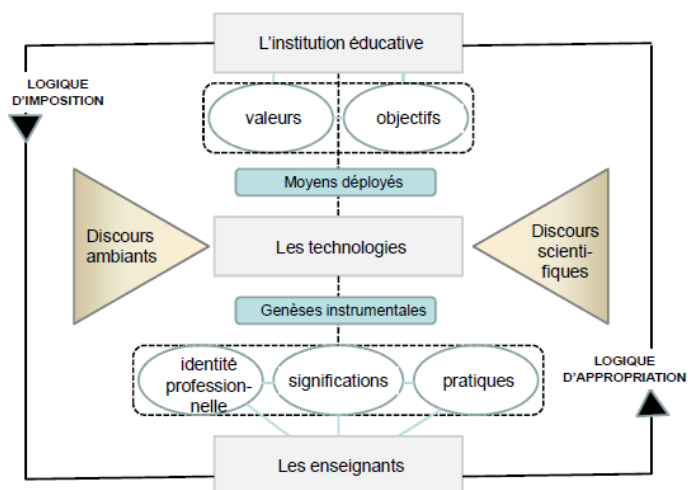 L'institution éducative
LOGIQUE
D'IMPOSITION
valeurs
objectifs
Moyens déployés
Discours
ambiants
Les technologies
Discours
scienti-
fiques
Genèses instrumentales
identité
profession-
nelle
significations
pratiques
LOGIQUE
D'APPROPRIATION
Les enseignants